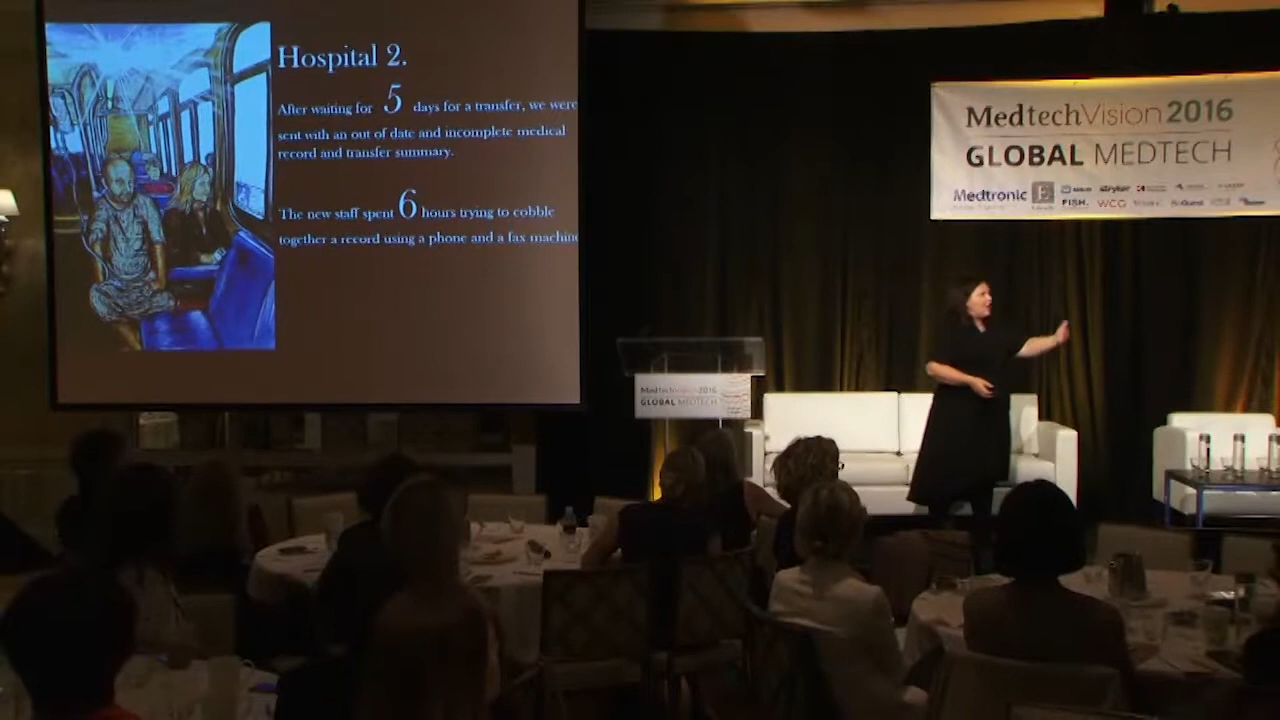 Hospital 2.
After waiting for 5 days for a transfer, we were
sent with an out of date and incomplete medical
record and transfer summary.
The new staff spent 6 hours trying to cobble
together a record using a phone and a fax machine
MedtechVision 2016
GLOBAL MEDTECH
Medtronic
stryker
FISH.
WCG
MedtechVision 2016
GLOBAL MEDTECH